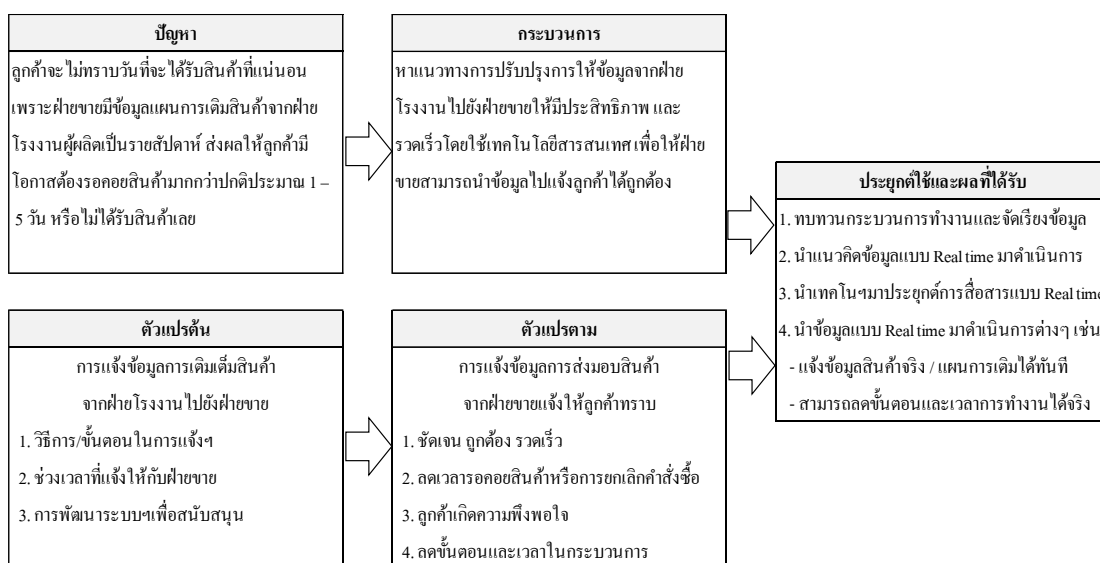 ปัญหา
ลูกค้าจะไม่ทราบวันที่จะได้รับสินค้าที่แน่นอน
เพราะฝ่ายขายมีข้อมูลแผนการเติมสินค้าจากฝ่าย
โรงงานผู้ผลิตเป็นรายสัปดาห์ ส่งผลให้ลูกค้ามี
โอกาสต้องรอคอยสินค้ามากกว่าปกติประมาณ 1 –
5 วัน หรือไม่ได้รับสินค้าเลย
กระบวนการ
หาแนวทางการปรับปรุงการให้ข้อมูลจากฝ่าย
โรงงานไปยังฝ่ายขายให้มีประสิทธิภาพ และ
รวดเร็วโดยใช้เทคโนโลยีสารสนเทศเพื่อให้ฝ่าย
ขายสามารถนำข้อมูลไปแจ้งลูกค้าได้ถูกต้อง
ตัวแปรต้น
การแจ้งข้อมูลการเติมเต็มสินค้า
จากฝ่ายโรงงานไปยังฝ่ายขาย
1. วิธีการ/ขั้นตอนในการแจ้งฯ
2. ช่วงเวลาที่แจ้งให้กับฝ่ายขาย
3. การพัฒนาระบบฯเพื่อสนับสนุน
ตัวแปรตาม
การแจ้งข้อมูลการส่งมอบสินค้า
จากฝ่ายขายแจ้งให้ลูกค้าทราบ
1. ชัดเจน ถูกต้อง รวดเร็ว
2. ลดเวลารอคอยสินค้าหรือการยกเลิกคำสั่งซื้อ
3. ลูกค้าเกิดความพึงพอใจ
4. ลดขั้นตอนและเวลาในกระบวนการ
ประยุกต์ใช้และผลที่ได้รับ
1. ทบทวนกระบวนการทำงานและจัดเรียงข้อมูล
2. นำแนวคิดข้อมูลแบบ Real time มาดำเนินการ
3. นำเทคโนฯมาประยุกต์การสื่อสารแบบ Real time
4. นำข้อมูลแบบ Real time มาดำเนินการต่างๆ เช่น
- แจ้งข้อมูลสินค้าจริง / แผนการเติมได้ทันที
- สามารถลดขั้นตอนและเวลาการทำงานได้จริง